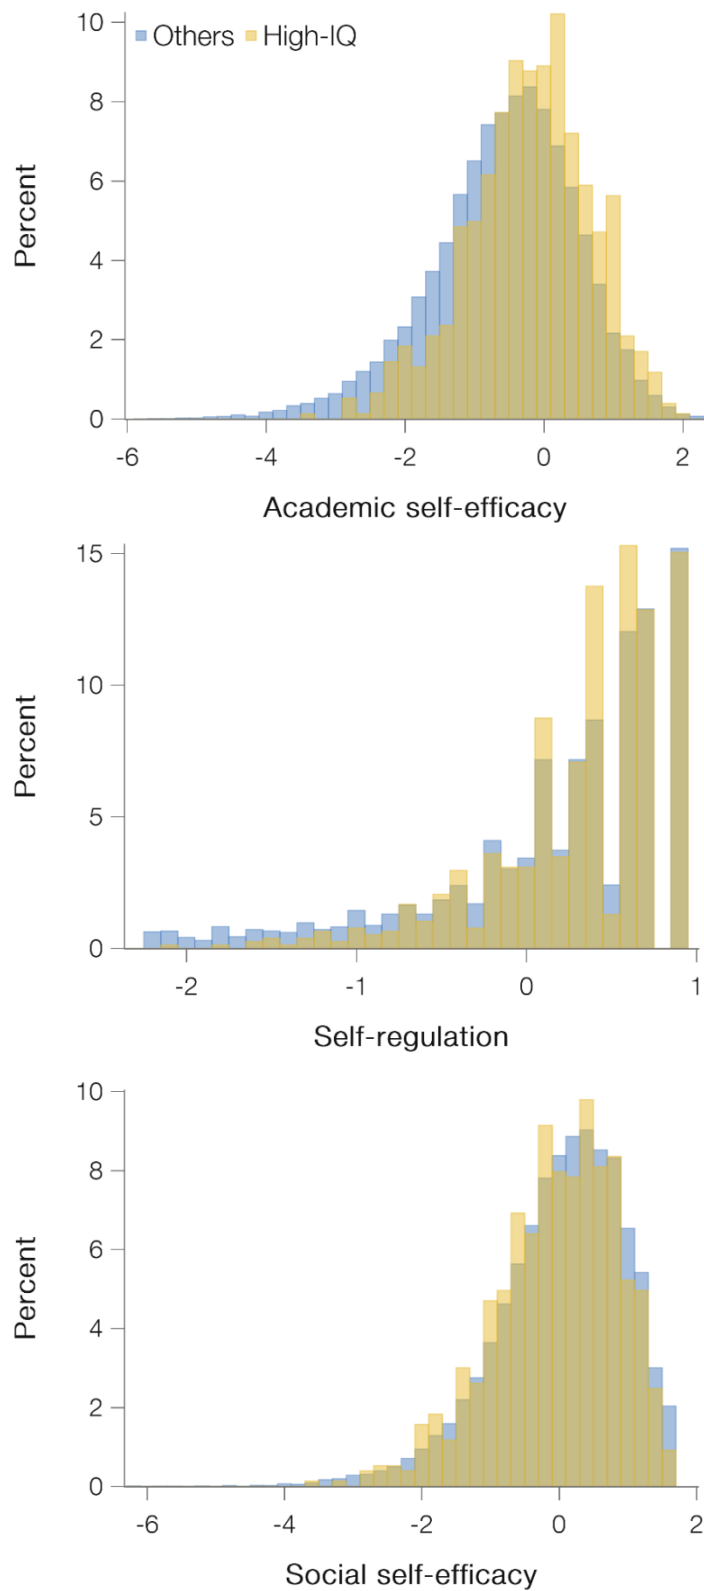 Others High-IQ
10
8
6
4
2
0
Percent
-6 -4 -2 0 2
Academic self-efficacy
15
10
5
0
Percent
-2 -1 0 1
Self-regulation
10
8
6
4
2
0
Percent
-6 -4 -2 0 2
Social self-efficacy